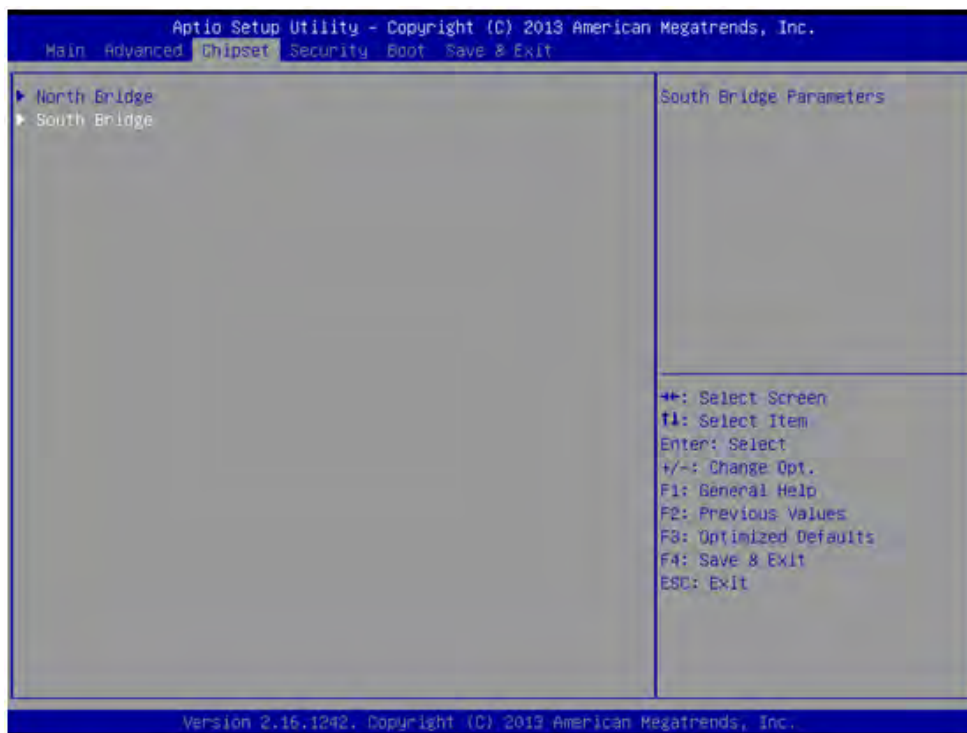 Aptio Setup Utility - Copyright (C) 2013 American Megatrends, Inc.
Main Advanced Chipset Security Boot Save & Exit
North Bridge
South Bridge
South Bridge Parameters
→←: Select Screen
↑↓: Select Item
Enter: Select
+/-: Change Opt.
F1: General Help
F2: Previous Values
F3: Optimized Defaults
F4: Save & Exit
ESC: Exit
Version 2.16.1242. Copyright (C) 2013 American Megatrends, Inc.